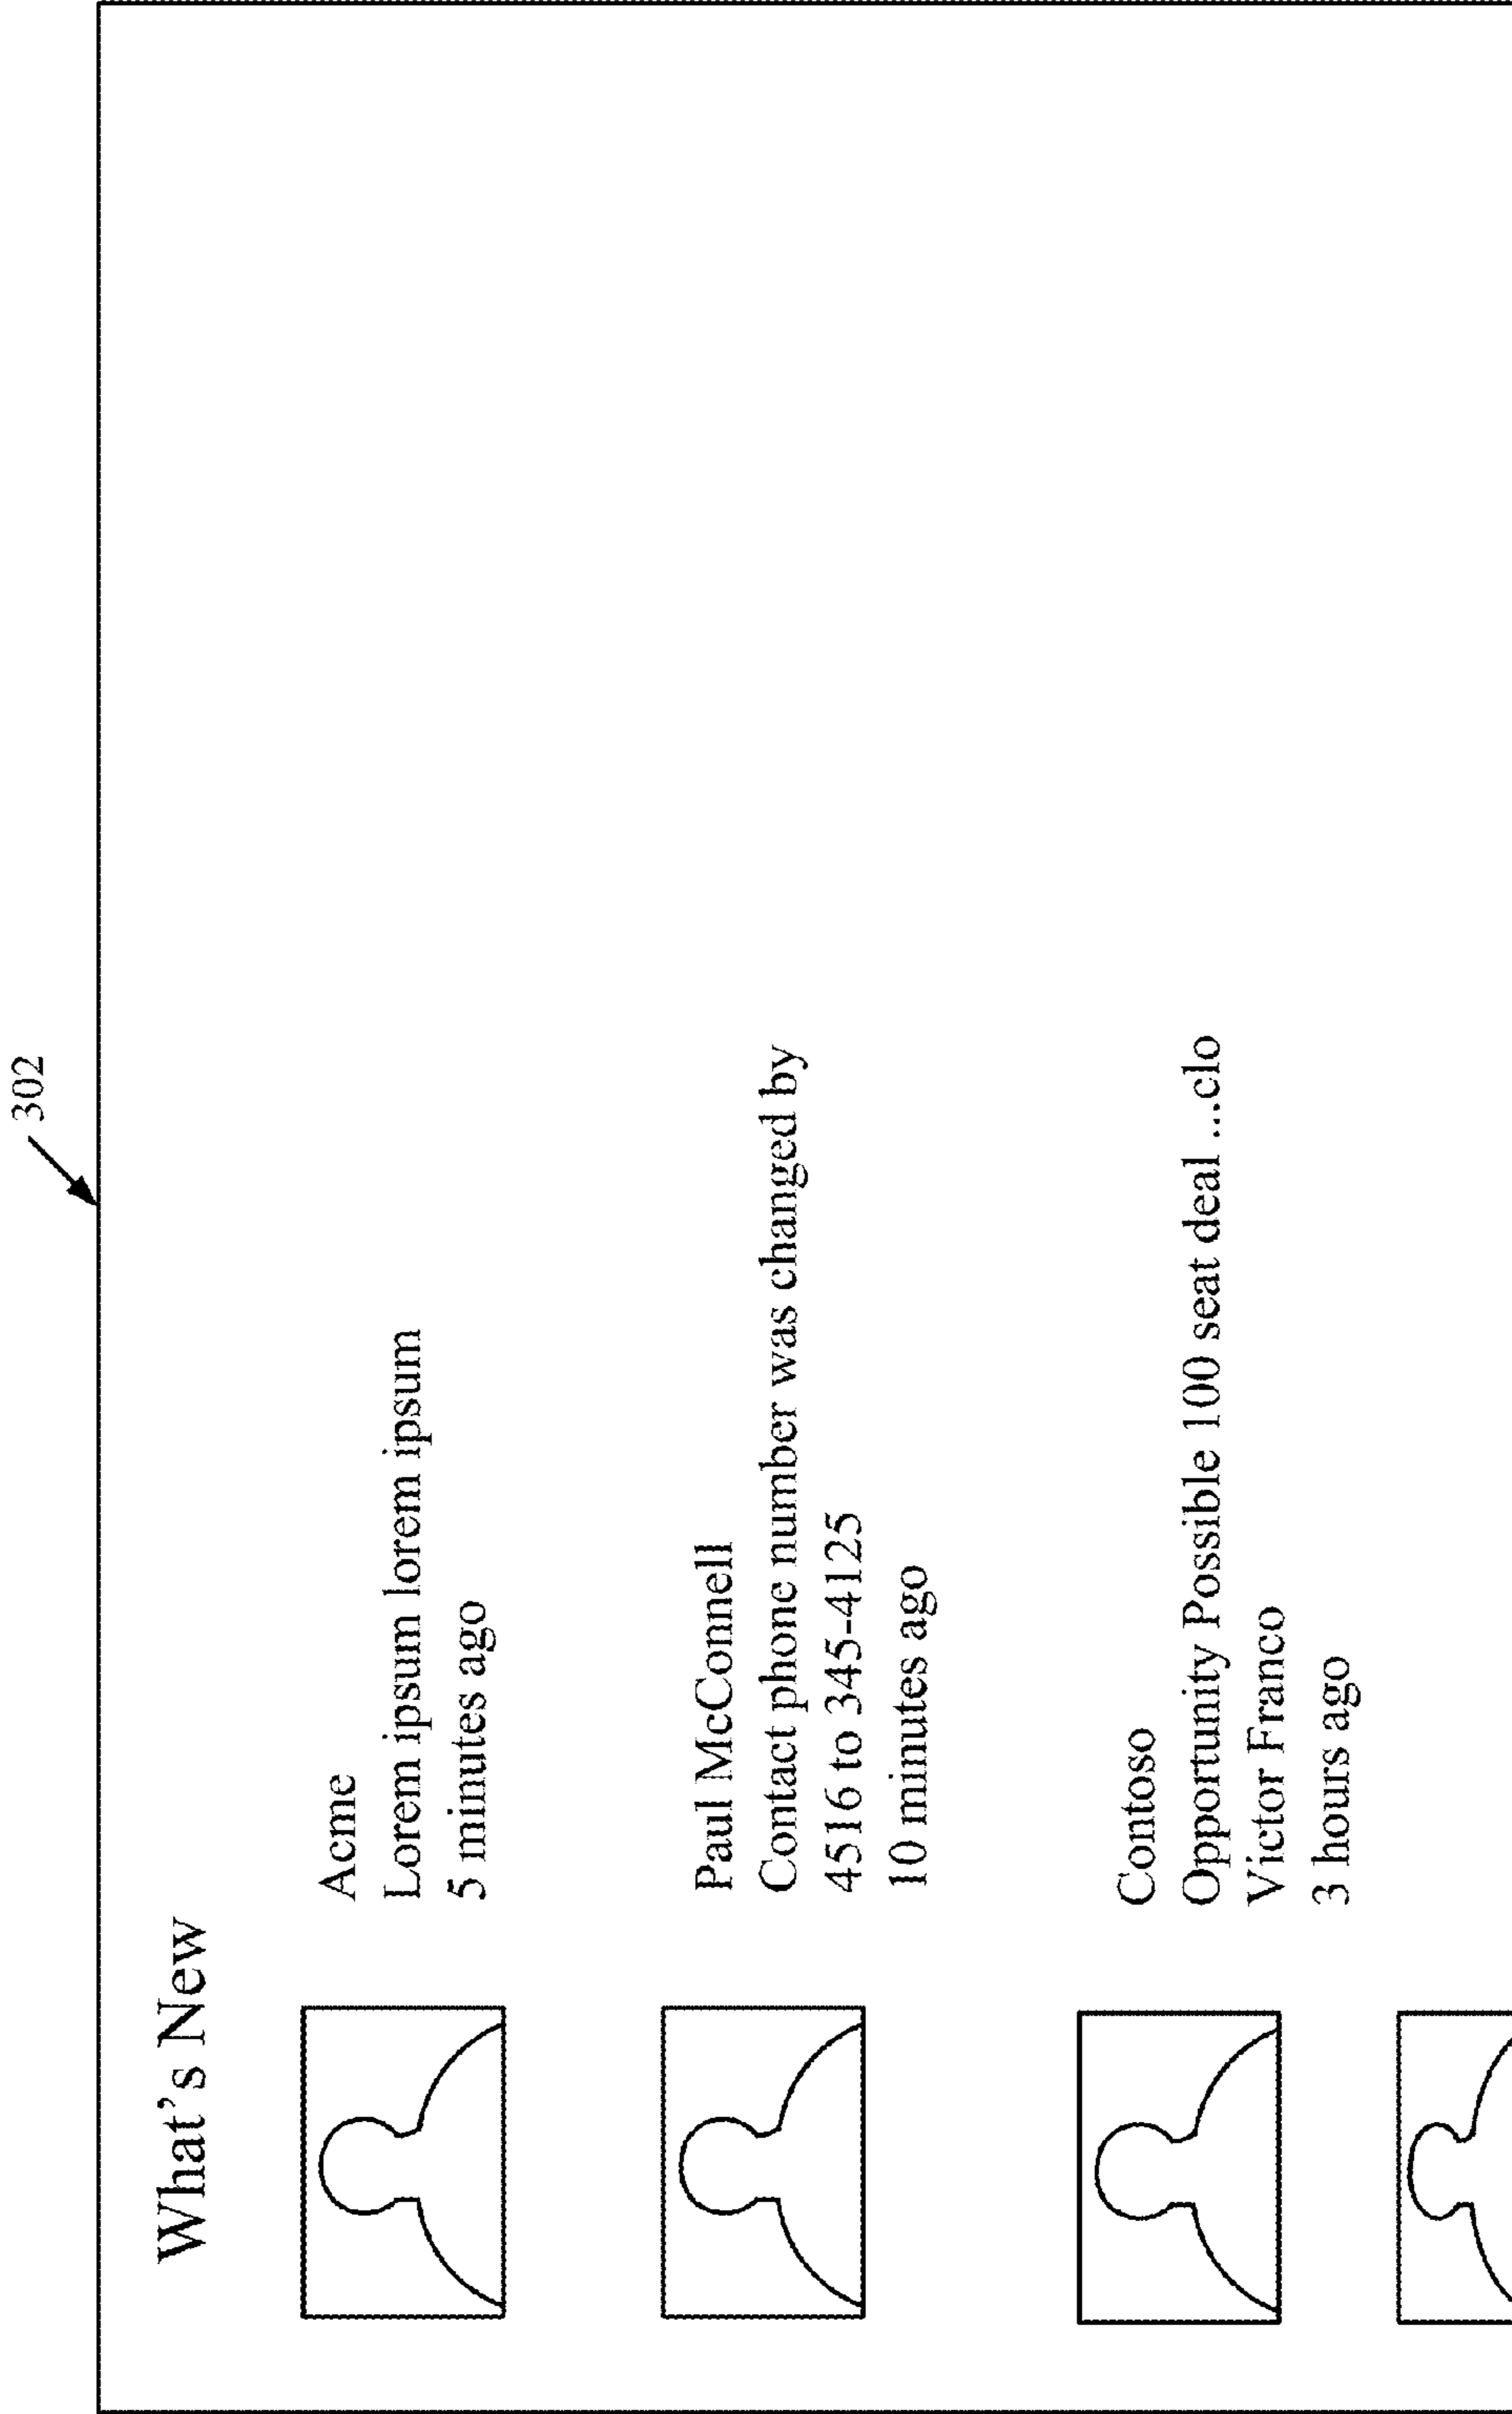 302
What's New
Acme
Lorem ipsum lorem ipsum
5 minutes ago
Paul McConnell
Contact phone number was changed by
4516 to 345-4125
10 minutes ago
Contoso
Opportunity Possible 100 seat deal ...clo
Victor Franco
3 hours ago